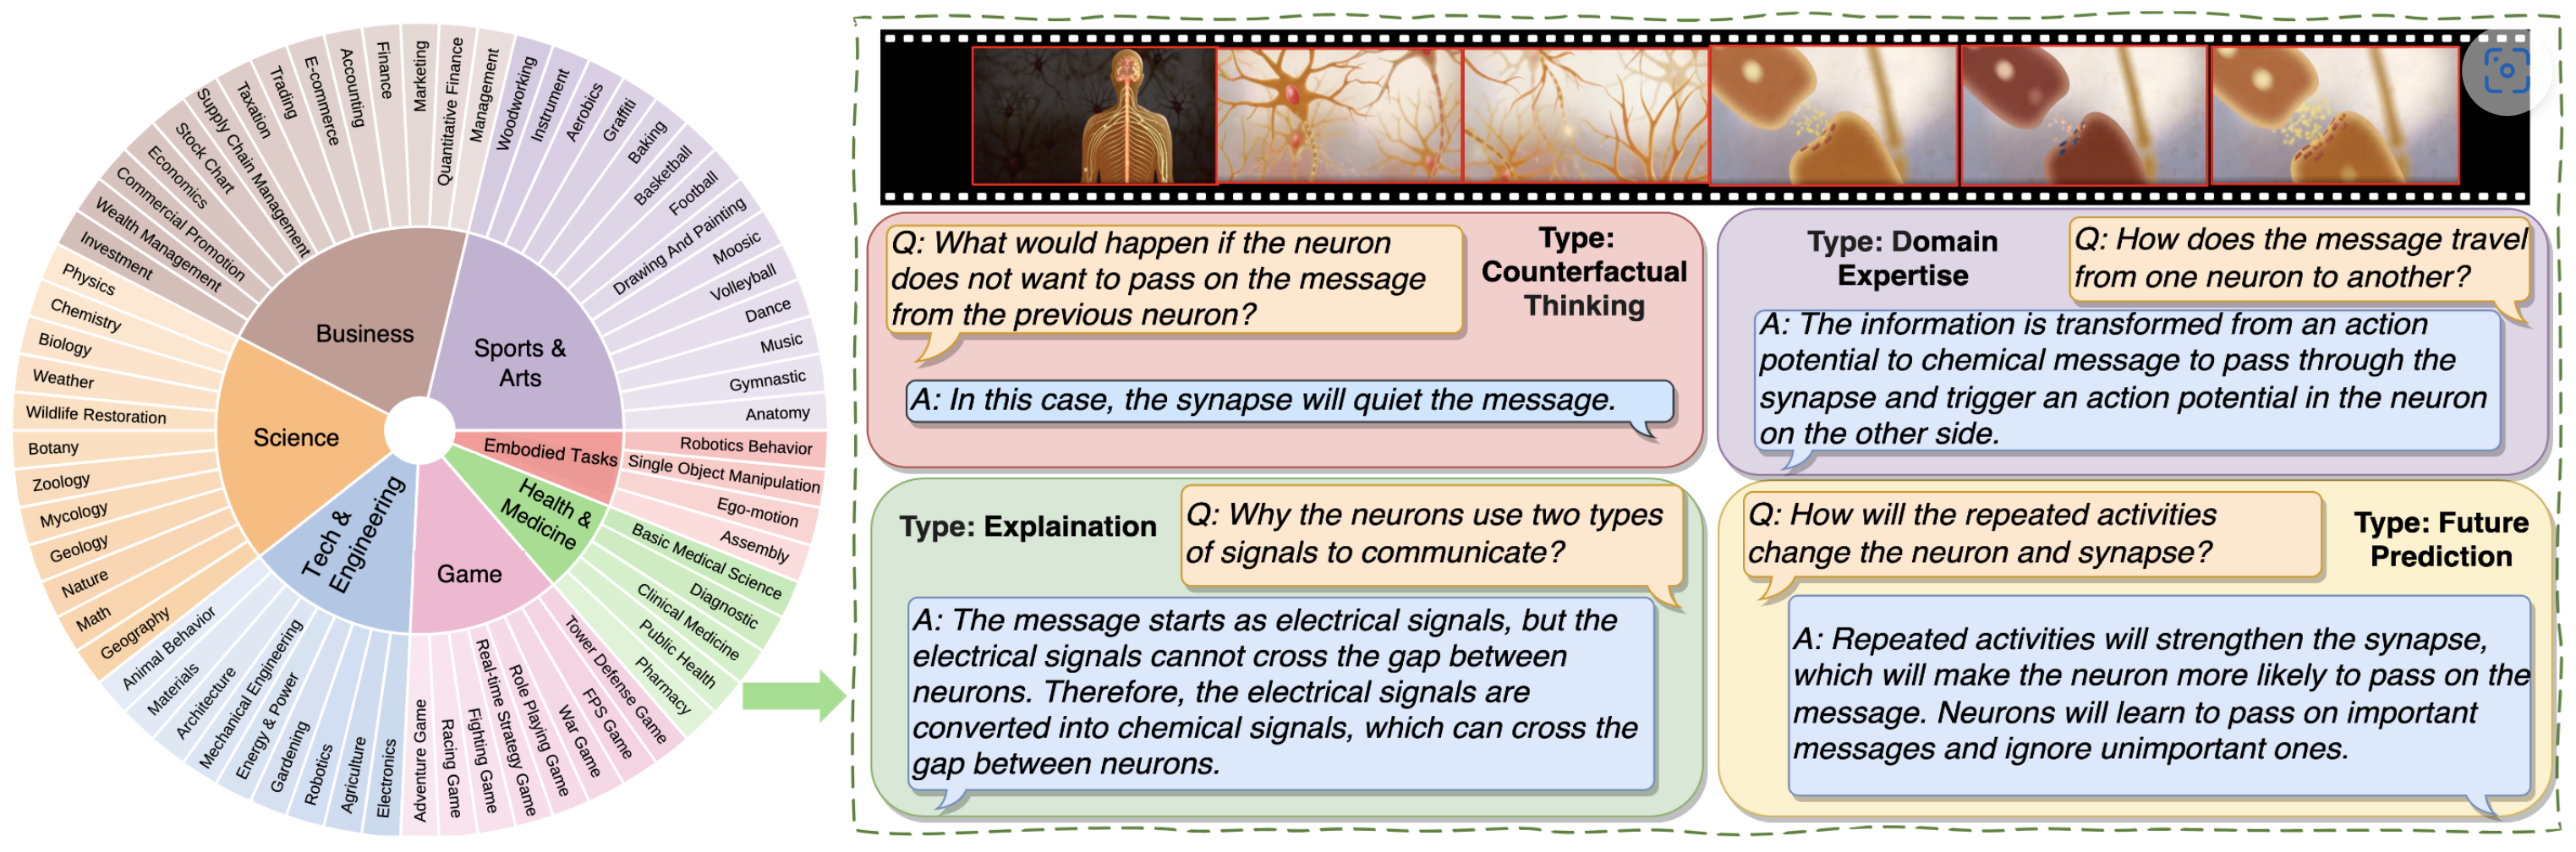 Business
Sports &
Arts
Science
Embodied Tasks
Health &
Medicine
Tech &
Engineering
Game
Investment
Wealth Management
Commercial Promotion
Economics
Stock Chart
Supply Chain Management
Taxation
Trading
E-commerce
Accounting
Finance
Marketing
Quantitative Finance
Management
Woodworking
Instrument
Aerobics
Graffiti
Baking
Basketball
Football
Drawing And Painting
Moosic
Volleyball
Dance
Music
Gymnastic
Anatomy
Robotics Behavior
Single Object Manipulation
Ego-motion
Assembly
Basic Medical Science
Diagnostic
Clinical Medicine
Public Health
Pharmacy
Tower Defense Game
FPS Game
War Game
Role Playing Game
Real-time Strategy Game
Fighting Game
Racing Game
Adventure Game
Electronics
Agriculture
Robotics
Gardening
Energy & Power
Mechanical Engineering
Architecture
Materials
Animal Behavior
Geography
Math
Nature
Geology
Mycology
Zoology
Botany
Wildlife Restoration
Weather
Biology
Chemistry
Physics
Q: What would happen if the neuron
does not want to pass on the message
from the previous neuron?
Type:
Counterfactual
Thinking
A: In this case, the synapse will quiet the message.
Type: Domain
Expertise
Q: How does the message travel
from one neuron to another?
A: The information is transformed from an action
potential to chemical message to pass through the
synapse and trigger an action potential in the neuron
on the other side.
Type: Explaination
Q: Why the neurons use two types
of signals to communicate?
A: The message starts as electrical signals, but the
electrical signals cannot cross the gap between
neurons. Therefore, the electrical signals are
converted into chemical signals, which can cross the
gap between neurons.
Q: How will the repeated activities
change the neuron and synapse?
Type: Future
Prediction
A: Repeated activities will strengthen the synapse,
which will make the neuron more likely to pass on the
message. Neurons will learn to pass on important
messages and ignore unimportant ones.